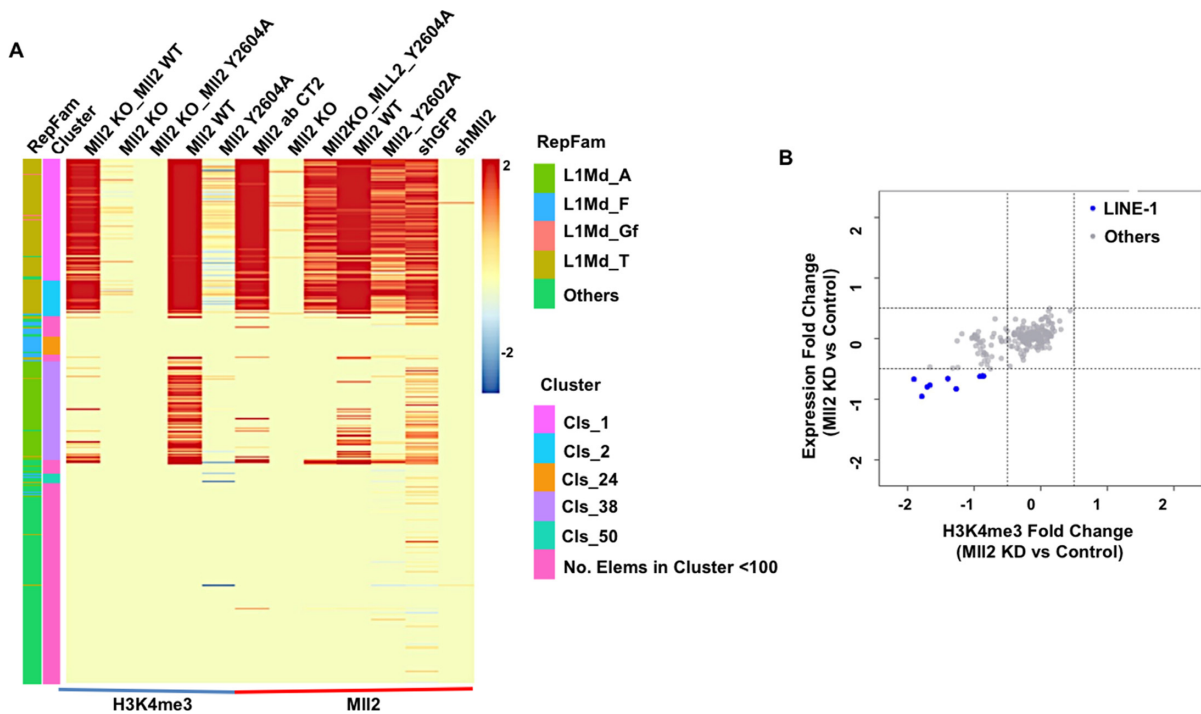 A
RepFam
Cluster
Mll2 KO_Mll2 WT
Mll2 KO
Mll2 KO_Mll2 Y2604A
Mll2 WT
Mll2 Y2604A
Mll2 ab CT2
Mll2 KO
Mll2KO_MLL2_Y2604A
Mll2 WT
Mll2_Y2602A
shGFP
shMll2
2
-2
H3K4me3
Mll2
RepFam
L1Md_A
L1Md_F
L1Md_Gf
L1Md_T
Others
Cluster
Cls_1
Cls_2
Cls_24
Cls_38
Cls_50
No. Elems in Cluster <100
B
LINE-1
Others
Expression Fold Change
(Mll2 KD vs Control)
2
1
0
-1
-2
-2 -1 0 1 2
H3K4me3 Fold Change
(Mll2 KD vs Control)